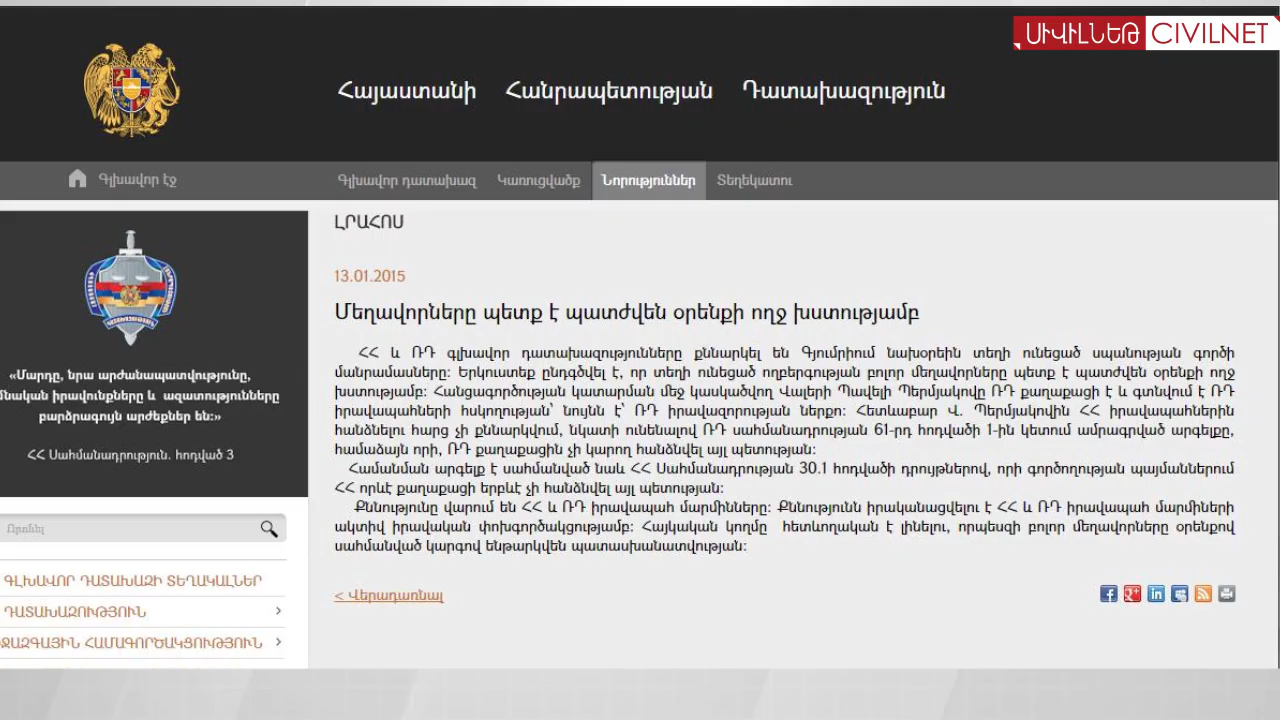 ՍԻՎԻԼՆԵԹ CIVILNET
Հայաստանի Հանրապետության Դատախազություն
Գլխավոր էջ
Գլխավոր դատախազ Կառուցվածք Նորություններ Տեղեկատու
ԼՐԱՀՈՍ
13.01.2015
Մեղավորները պետք է պատժվեն օրենքի ողջ խստությամբ
ՀՀ և ՌԴ գլխավոր դատախազությունները քննարկել են Գյումրիում նախօրեին տեղի ունեցած սպանության գործի
մանրամասները: Երկուստեք ընդգծվել է, որ տեղի ունեցած ողբերգության բոլոր մեղավորները պետք է պատժվեն օրենքի ողջ
խստությամբ: Հանցագործության կատարման մեջ կասկածվող Վալերի Պավելի Պերմյակովը ՌԴ քաղաքացի է և գտնվում է ՌԴ
իրավապահների հսկողության՝ նույնն է՝ ՌԴ իրավազորության ներքո: Հետևաբար Վ. Պերմյակովին ՀՀ իրավապահներին
հանձնելու հարց չի քննարկվում, նկատի ունենալով ՌԴ սահմանադրության 61-րդ հոդվածի 1-ին կետում ամրագրված արգելքը,
համաձայն որի, ՌԴ քաղաքացին չի կարող հանձնվել այլ պետության:
Համանման արգելք է սահմանված նաև ՀՀ Սահմանադրության 30.1 հոդվածի դրույթներով, որի գործողության պայմաններում
ՀՀ որևէ քաղաքացի երբևէ չի հանձնվել այլ պետության:
Քննությունը վարում են ՀՀ և ՌԴ իրավապահ մարմինները: Քննությունն իրականացվելու է ՀՀ և ՌԴ իրավապահ մարմիների
ակտիվ իրավական փոխգործակցությամբ: Հայկական կողմը հետևողական է լինելու, որպեսզի բոլոր մեղավորները օրենքով
սահմանված կարգով ենթարկվեն պատասխանատվության:
< Վերադառնալ
«Մարդը, նրա արժանապատվությունը,
մնական իրավունքները և ազատությունները
բարձրագույն արժեքներ են:»
ՀՀ Սահմանադրություն. հոդված 3
Որոնել
ԳԼԽԱՎՈՐ ԴԱՏԱԽԱԶԻ ՏԵՂԱԿԱԼՆԵՐ
ԴԱՏԱԽԱԶՈՒԹՅՈՒՆ
ՋԱԶԳԱՅԻՆ ՀԱՄԱԳՈՐԾԱԿՑՈՒԹՅՈՒՆ